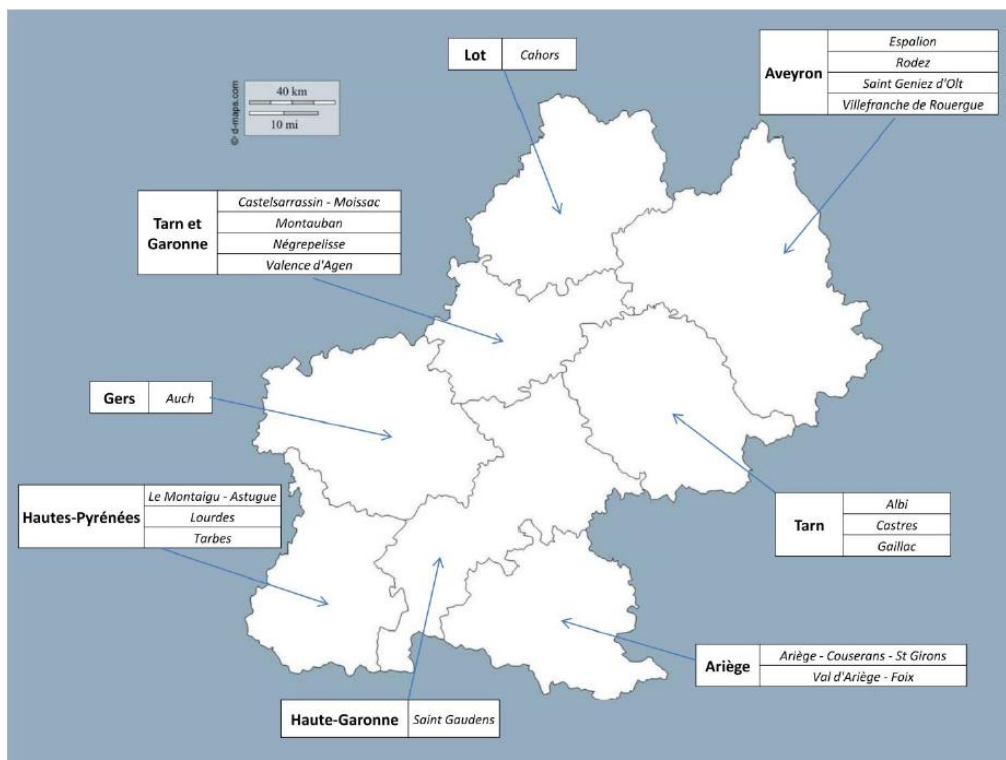 Lot
Cahors
Aveyron
Espalion
Rodez
Saint Geniez d'Olt
Villefranche de Rouergue
© d-maps.com
40 km
10 mi
Tarn et
Garonne
Castelsarrassin - Moissac
Montauban
Négrepelisse
Valence d'Agen
Gers
Auch
Hautes-Pyrénées
Le Montaigu - Astugue
Lourdes
Tarbes
Tarn
Albi
Castres
Gaillac
Ariège
Ariège - Couserans - St Girons
Val d'Ariège - Foix
Haute-Garonne
Saint Gaudens